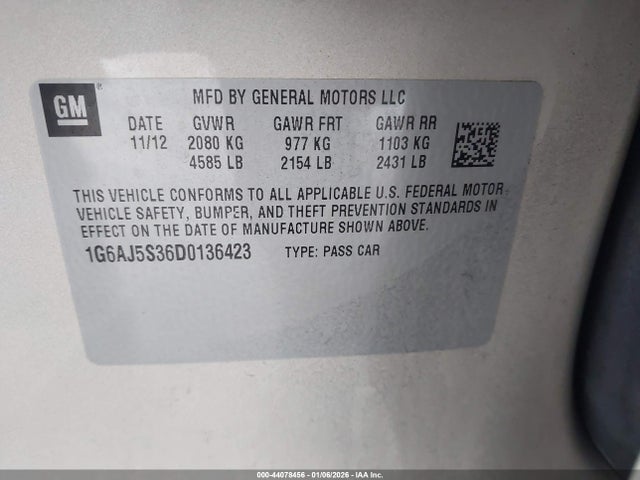 GM®
MFD BY GENERAL MOTORS LLC
DATE GVWR GAWR FRT GAWR RR
11/12 2080 KG 977 KG 1103 KG
4585 LB 2154 LB 2431 LB
THIS VEHICLE CONFORMS TO ALL APPLICABLE U.S. FEDERAL MOTOR
VEHICLE SAFETY, BUMPER, AND THEFT PREVENTION STANDARDS IN
EFFECT ON THE DATE OF MANUFACTURE SHOWN ABOVE.
1G6AJ5S36D0136423 TYPE: PASS CAR
000-44078456 - 01/06/2026 - IAA Inc.